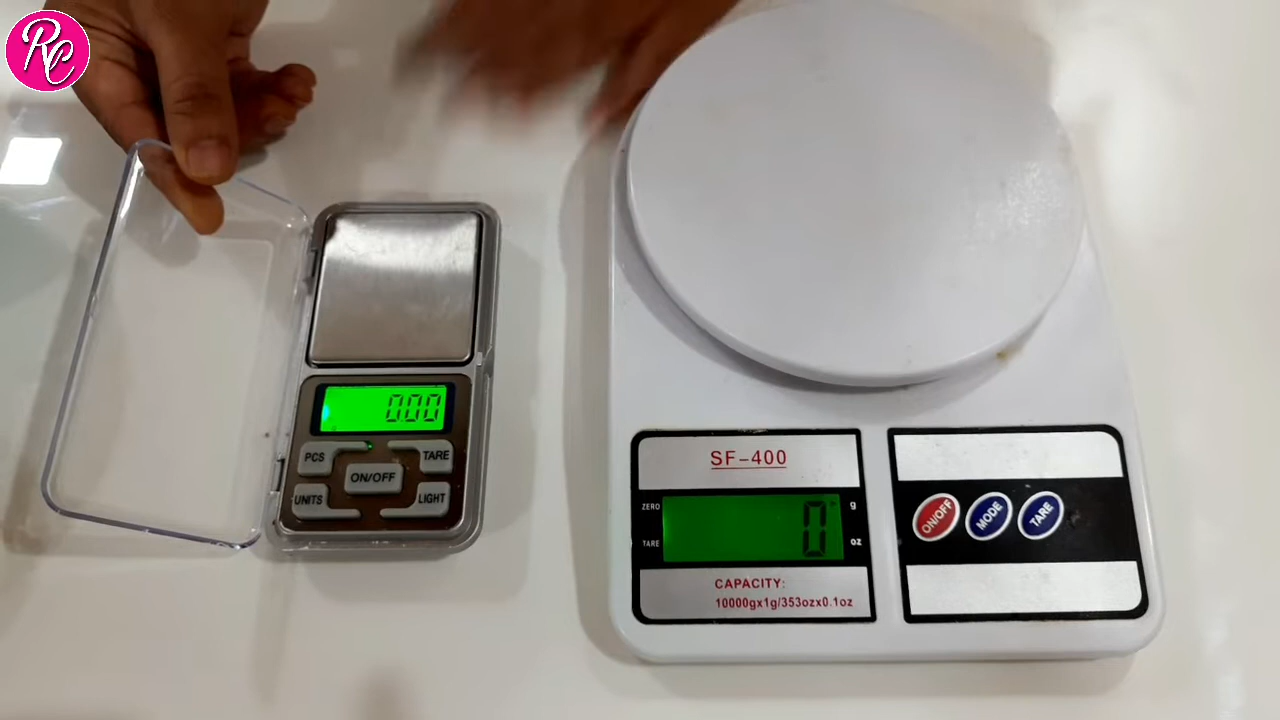 RC
0.00
PCS
TARE
ON/OFF
UNITS
LIGHT
SF-400
ZERO
g
0
TARE
oz
CAPACITY:
10000gx1g/353ozx0.1oz
ON/OFF
MODE
TARE